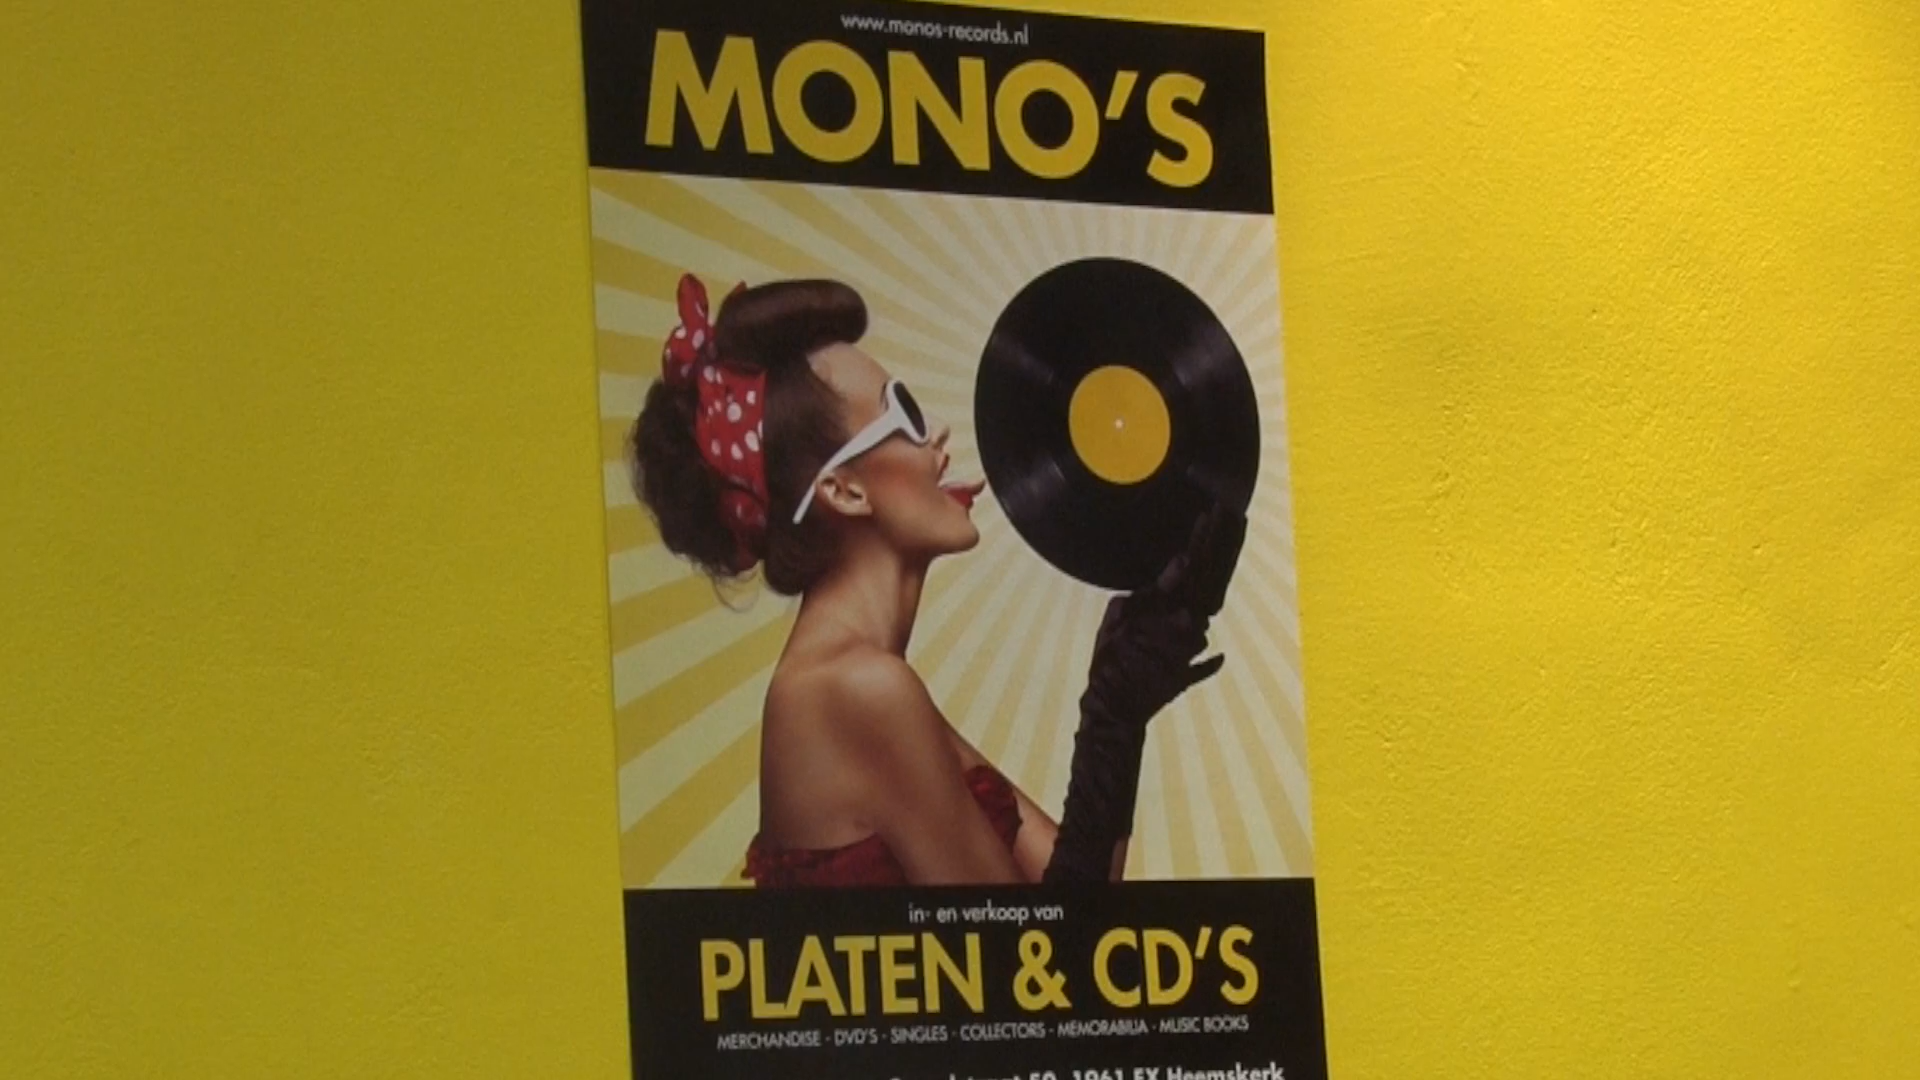 www.monos-records.nl
MONO'S
in- en verkoop van
PLATEN & CD'S
MERCHANDISE - DVD'S - SINGLES - COLLECTORS - MEMORABILIA - MUSIC BOOKS
50, 1961 EX Heemskerk